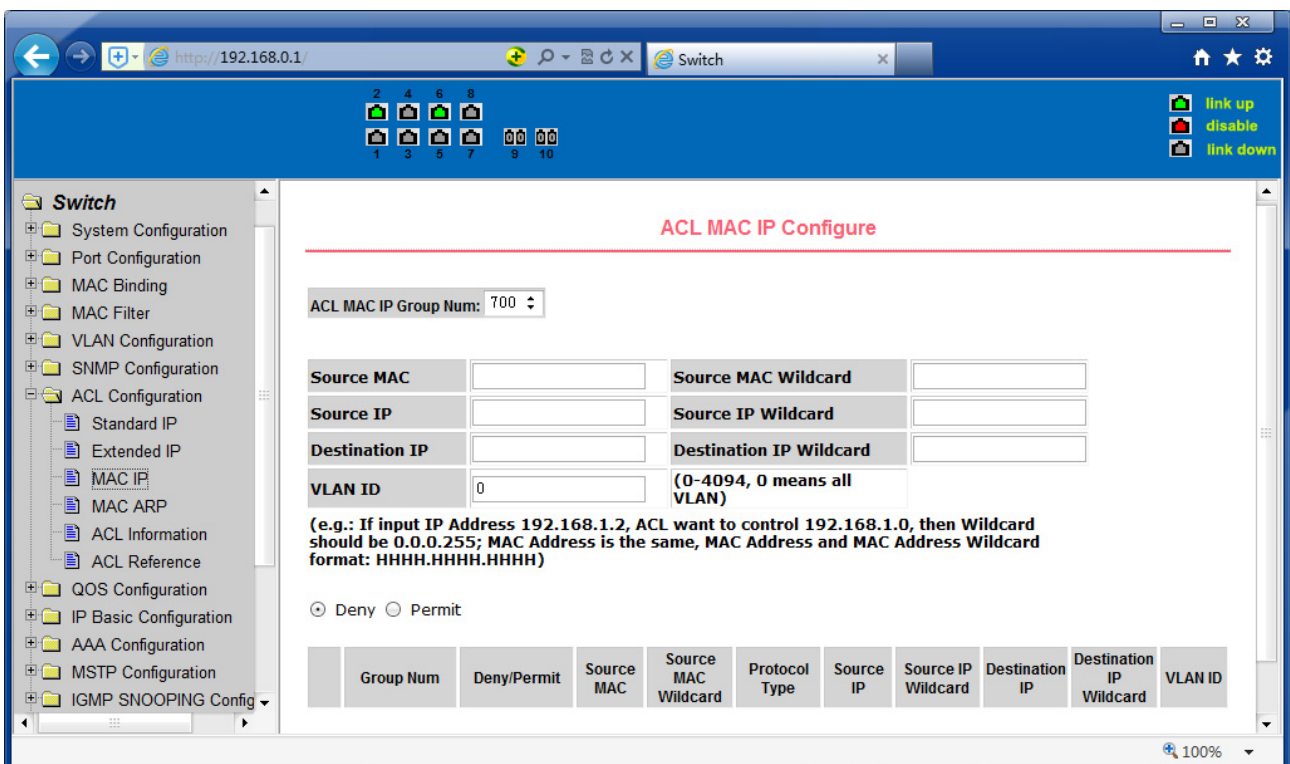 http://192.168.0.1/
Switch
2 4 6 8
1 3 5 7 9 10
link up
disable
link down
Switch
System Configuration
Port Configuration
MAC Binding
MAC Filter
VLAN Configuration
SNMP Configuration
ACL Configuration
Standard IP
Extended IP
MAC IP
MAC ARP
ACL Information
ACL Reference
QOS Configuration
IP Basic Configuration
AAA Configuration
MSTP Configuration
IGMP SNOOPING Config
ACL MAC IP Configure
ACL MAC IP Group Num: 700
Source MAC Source MAC Wildcard
Source IP Source IP Wildcard
Destination IP Destination IP Wildcard
VLAN ID 0 (0-4094, 0 means all
VLAN)
(e.g.: If input IP Address 192.168.1.2, ACL want to control 192.168.1.0, then Wildcard
should be 0.0.0.255; MAC Address is the same, MAC Address and MAC Address Wildcard
format: HHHH.HHHH.HHHH)
Deny Permit
Group Num Deny/Permit Source MAC Source MAC Wildcard Protocol Type Source IP Source IP Wildcard Destination IP Destination IP Wildcard VLAN ID
100%